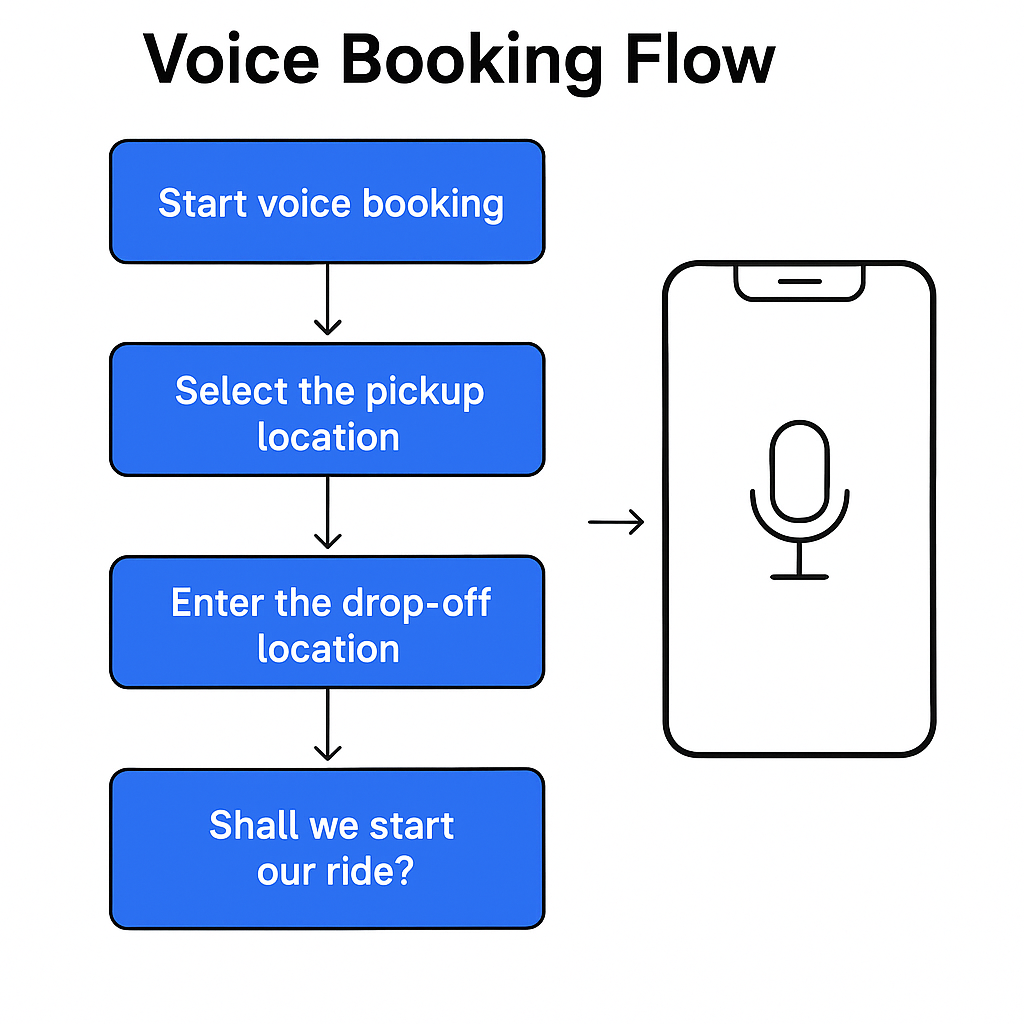 Voice Booking Flow
Start voice booking
Select the pickup
location
Enter the drop-off
location
Shall we start
our ride?